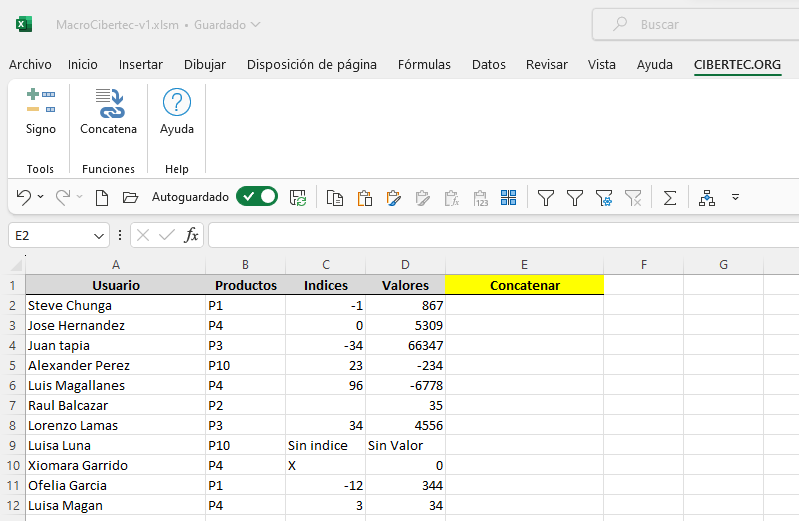 MacroCibertec-v1.xlsm • Guardado
Buscar
Archivo Inicio Insertar Dibujar Disposición de página Fórmulas Datos Revisar Vista Ayuda CIBERTEC.ORG
Signo Concatena Ayuda
Tools Funciones Help
Autoguardado
E2 fx
A B C D E F G
1 Usuario Productos Indices Valores Concatenar
2 Steve Chunga P1 -1 867
3 Jose Hernandez P4 0 5309
4 Juan tapia P3 -34 66347
5 Alexander Perez P10 23 -234
6 Luis Magallanes P4 96 -6778
7 Raul Balcazar P2 35
8 Lorenzo Lamas P3 34 4556
9 Luisa Luna P10 Sin indice Sin Valor
10 Xiomara Garrido P4 X 0
11 Ofelia Garcia P1 -12 344
12 Luisa Magan P4 3 34